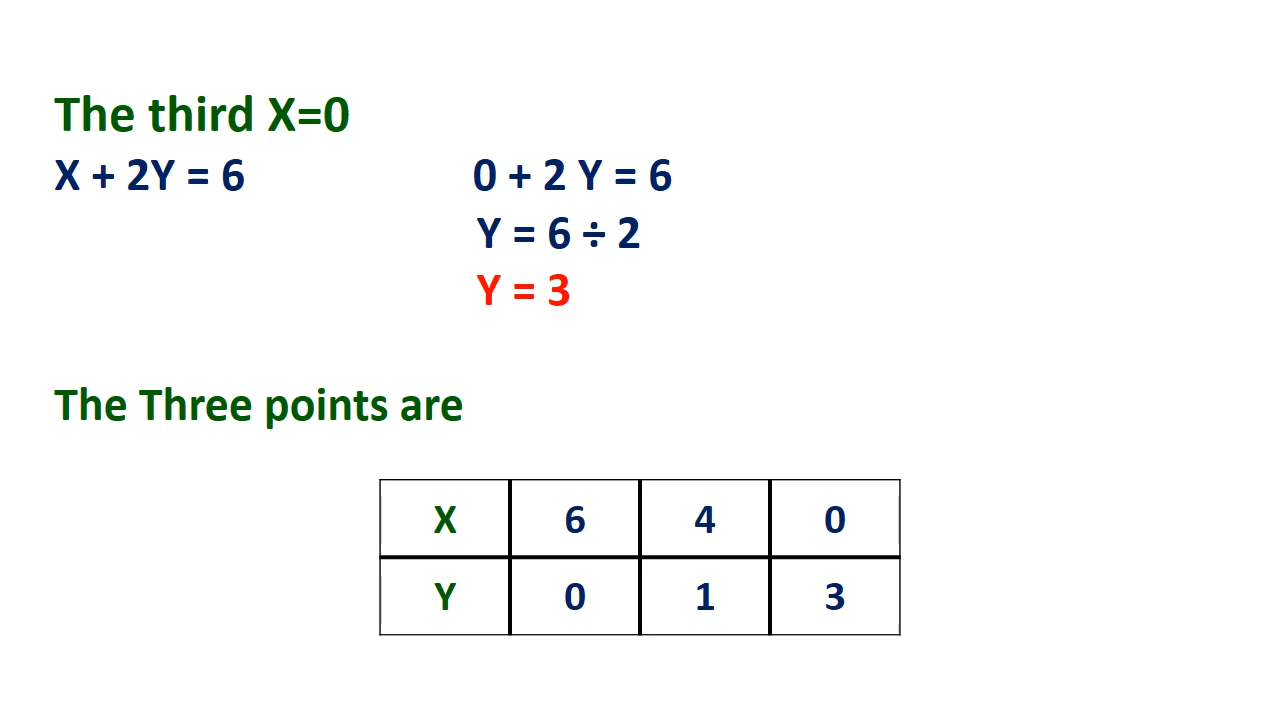 The third X=0
X + 2Y = 6 0 + 2 Y = 6
Y = 6 ÷ 2
Y = 3
The Three points are
X 6 4 0
Y 0 1 3